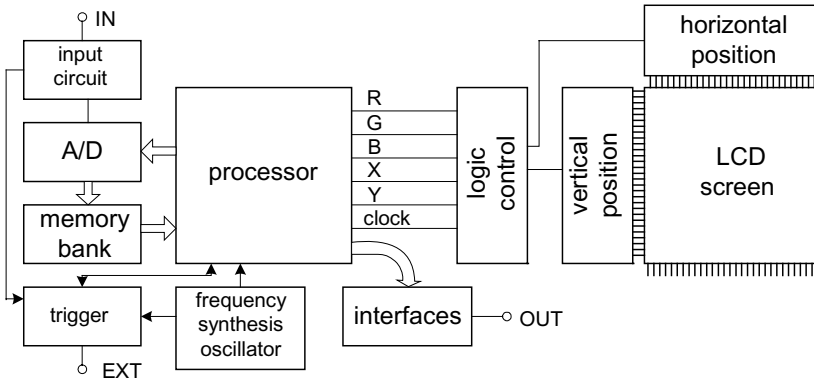 IN
input
circuit
A/D
memory
bank
trigger
EXT
processor
frequency
synthesis
oscillator
R
G
B
X
Y
clock
interfaces
OUT
logic
control
vertical
position
horizontal
position
LCD
screen